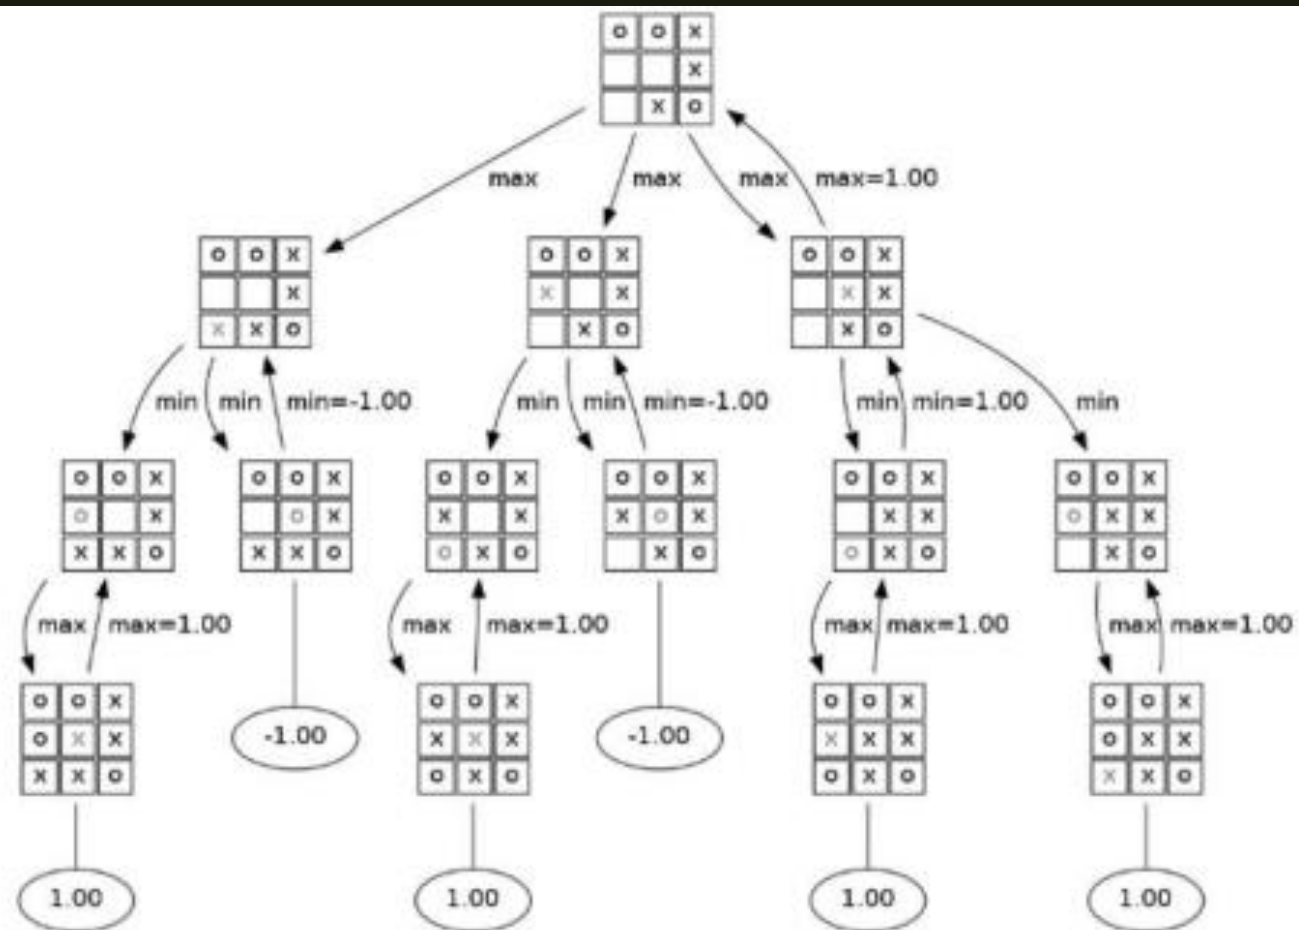 O O X
X
X O
max max max max=1.00
O O X O O X O O X
X X X X X
X X O X O X O
min min min=-1.00 min min min=-1.00 min min=1.00 min
O O X O O X O O X O O X O O X O O X
O X O X X X X O X X X O X X
X X O X X O O X O X O O X O X O
max max=1.00 max max=1.00 max max=1.00 max max=1.00
O O X O O X O O X O O X
O X X X X X X X X O X X
X X O O X O O X O X X O
-1.00 -1.00
1.00 1.00 1.00 1.00